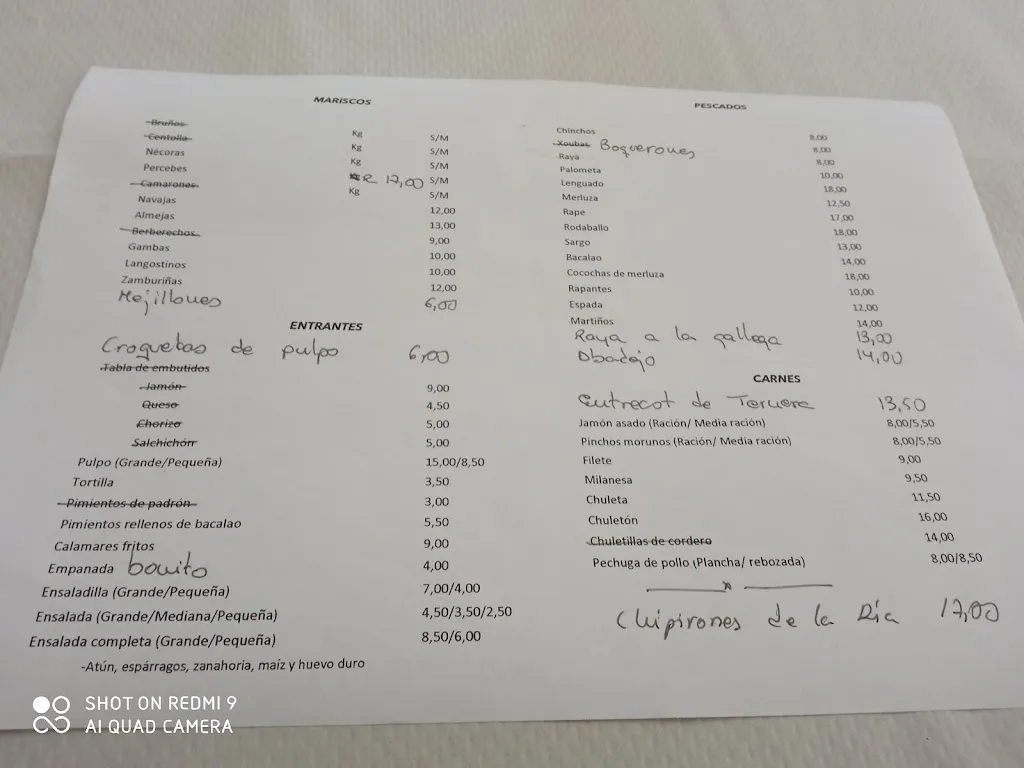 MARISCOS
Bruños Kg S/M
Centolla Kg S/M
Nécoras Kg S/M
Percebes 17,00 S/M
Camarones Kg S/M
Navajas 12,00
Almejas 13,00
Berberechos 9,00
Gambas 10,00
Langostinos 10,00
Zamburiñas 12,00
Mejillones 6,00
ENTRANTES
Croquetas de pulpo 6,00
Tabla de embutidos
Jamón 9,00
Queso 4,50
Chorizo 5,00
Salchichón 5,00
Pulpo (Grande/Pequeña) 15,00/8,50
Tortilla 3,50
Pimientos de padrón 3,00
Pimientos rellenos de bacalao 5,50
Calamares fritos 9,00
Empanada bonito 4,00
Ensaladilla (Grande/Pequeña) 7,00/4,00
Ensalada (Grande/Mediana/Pequeña) 4,50/3,50/2,50
Ensalada completa (Grande/Pequeña) 8,50/6,00
-Atún, espárragos, zanahoria, maíz y huevo duro
PESCADOS
Chinchos 8,00
Xoubas Boquerones 8,00
Raya 8,00
Palometa 10,00
Lenguado 18,00
Merluza 12,50
Rape 17,00
Rodaballo 18,00
Sargo 13,00
Bacalao 14,00
Cocochas de merluza 18,00
Rapantes 10,00
Espada 12,00
Martiños 14,00
Raya a la gallega 13,00
Abadejo 14,00
CARNES
Entrecot de Ternera 13,50
Jamón asado (Ración/ Media ración) 8,00/5,50
Pinchos morunos (Ración/ Media ración) 8,00/5,50
Filete 9,00
Milanesa 9,50
Chuleta 11,50
Chuletón 16,00
Chuletillas de cordero 14,00
Pechuga de pollo (Plancha/ rebozada) 8,00/8,50
Chipirones de la Ria 17,00
SHOT ON REDMI 9
AI QUAD CAMERA